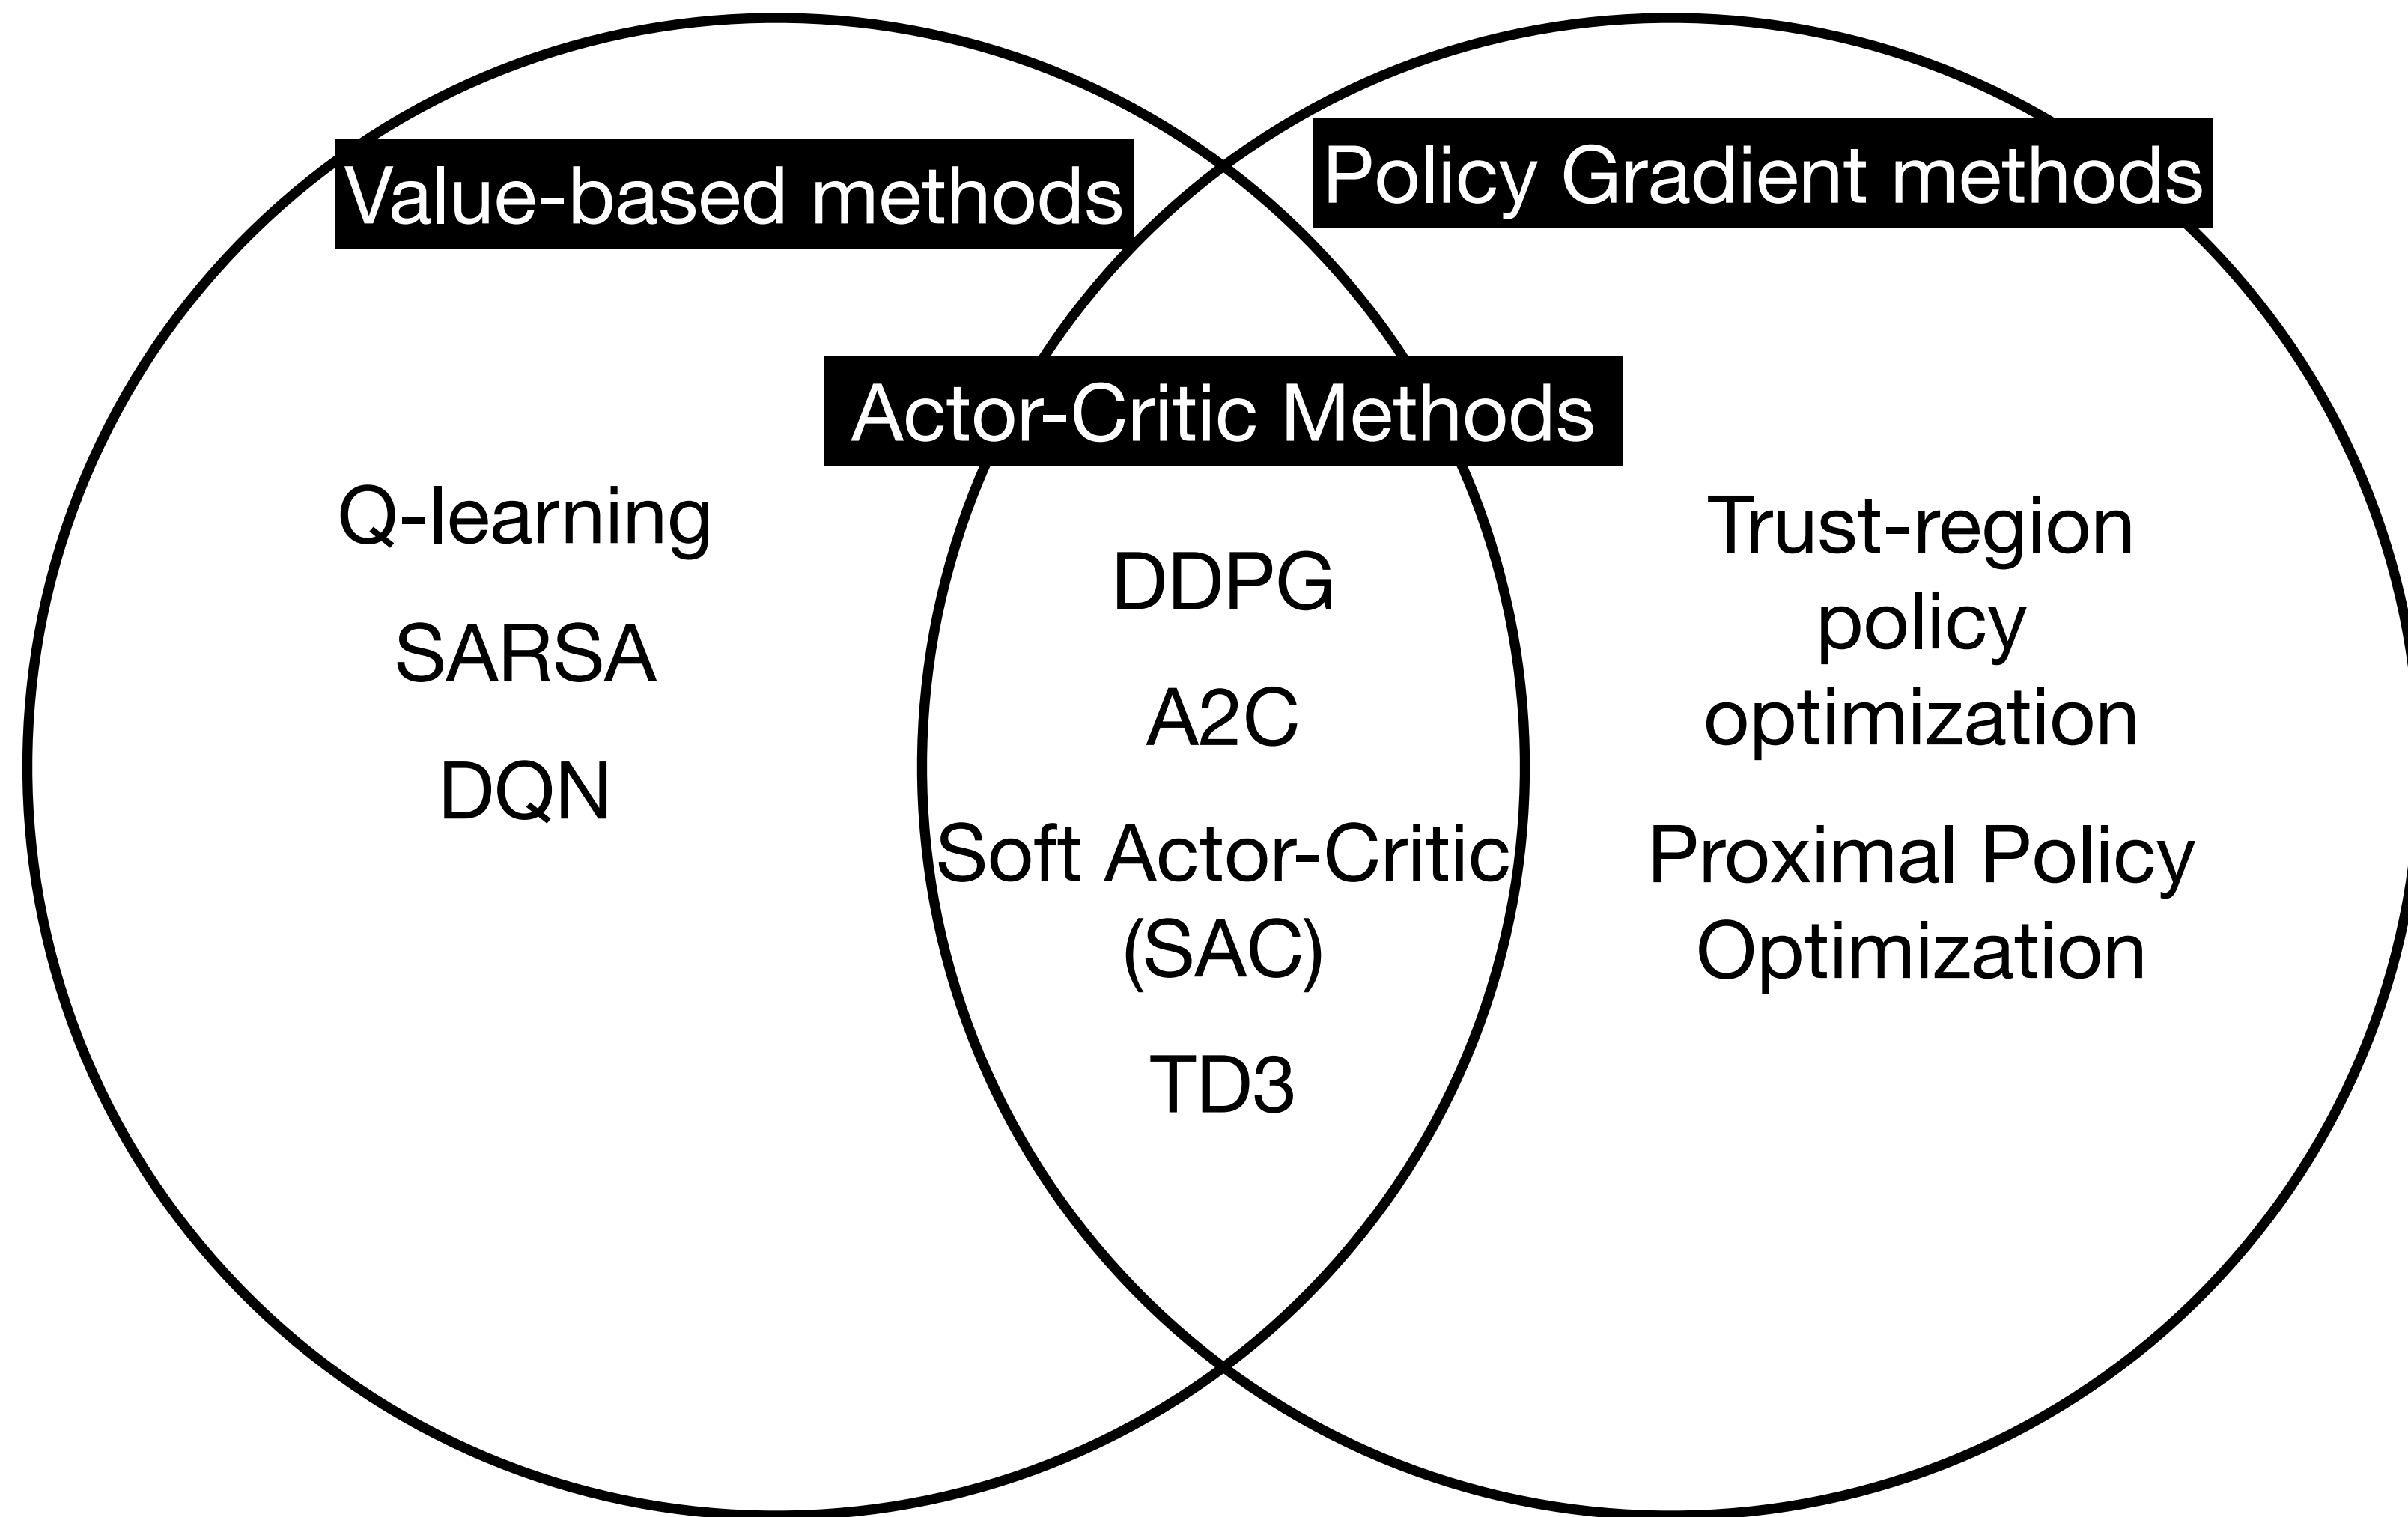 Value-based methods
Policy Gradient methods
Actor-Critic Methods
Q-learning
SARSA
DQN
DDPG
A2C
Soft Actor-Critic
(SAC)
TD3
Trust-region
policy
optimization
Proximal Policy
Optimization